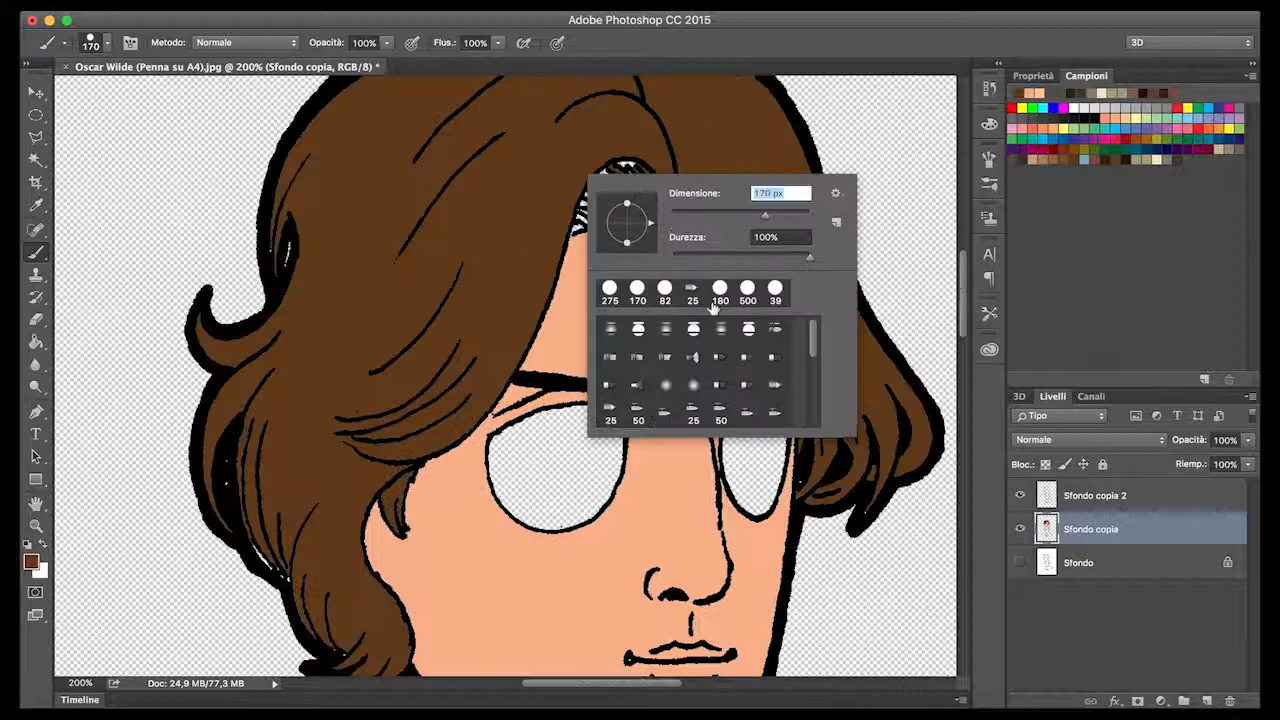 Adobe Photoshop CC 2015
170 Metodo: Normale Opacità: 100% Flus.: 100% 3D
× Oscar Wilde (Penna su A4).jpg @ 200% (Sfondo copia, RGB/8) *
Proprietà Campioni
Dimensione: 170 px
Durezza: 100%
275 170 82 25 180 500 39
25 50 25 50
3D Livelli Canali
Tipo
Normale Opacità: 100%
Bloc.: Riemp.: 100%
Sfondo copia 2
Sfondo copia
Sfondo
200% Doc: 24,9 MB/77,3 MB
Timeline